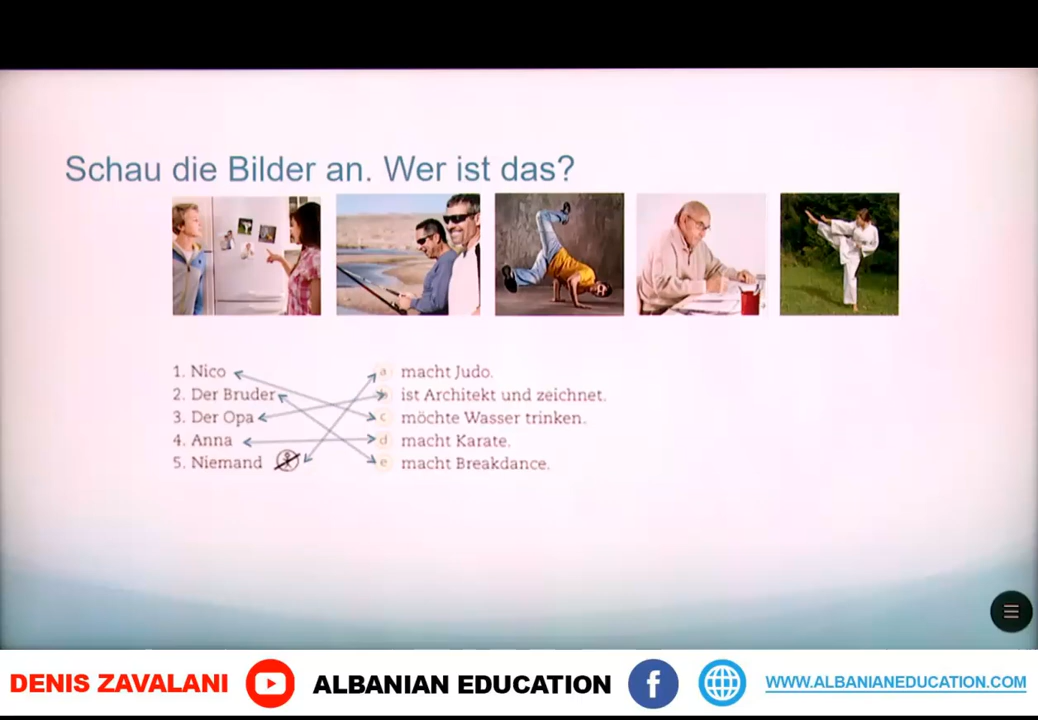 Schau die Bilder an. Wer ist das?
1. Nico
2. Der Bruder
3. Der Opa
4. Anna
5. Niemand
a macht Judo.
b ist Architekt und zeichnet.
c möchte Wasser trinken.
d macht Karate.
e macht Breakdance.
DENIS ZAVALANI
ALBANIAN EDUCATION
f
WWW.ALBANIANEDUCATION.COM